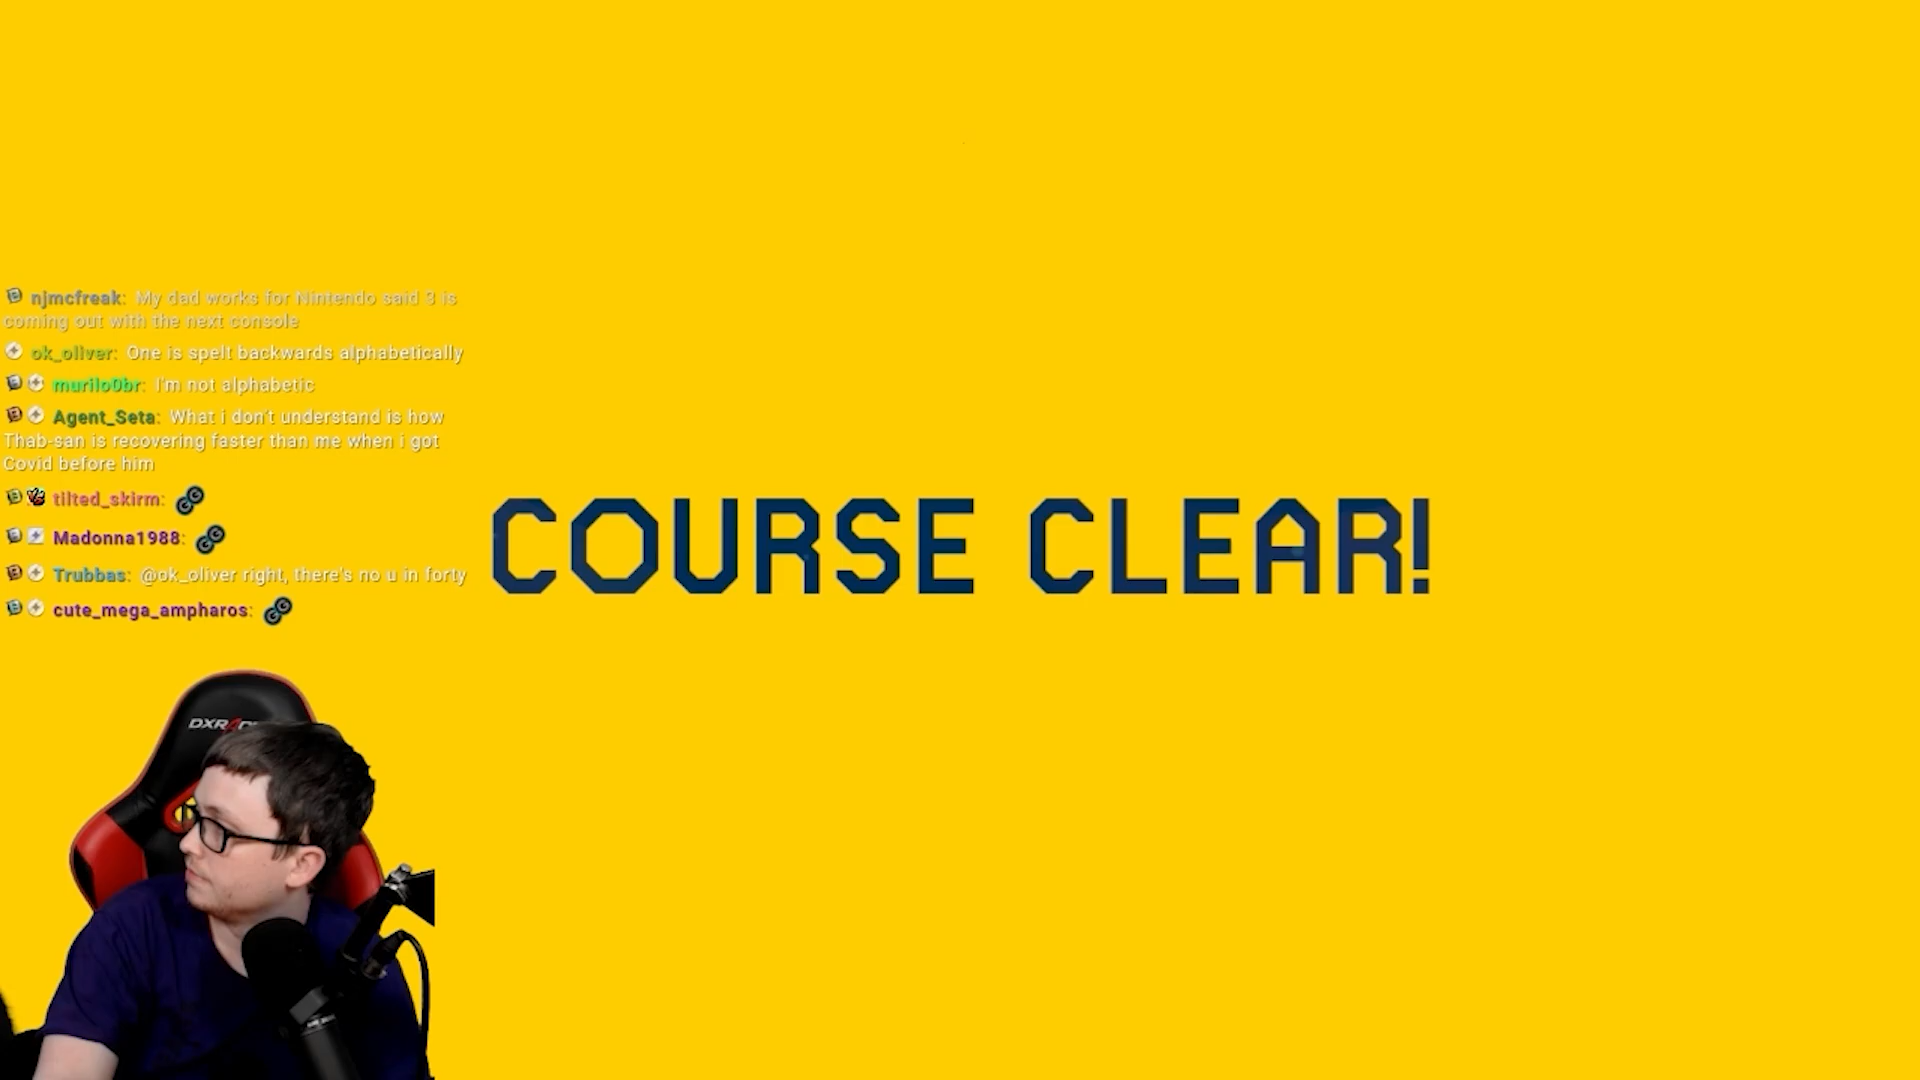 njmcfreak: My dad works for Nintendo said 3 is
coming out with the next console
ok_oliver: One is spelt backwards alphabetically
murilo0br: I'm not alphabetic
Agent_Seta: What i don't understand is how
Thab-san is recovering faster than me when i got
Covid before him
tilted_skirm:
Madonna1988:
Trubbas: @ok_oliver right, there's no u in forty
cute_mega_ampharos:
COURSE CLEAR!